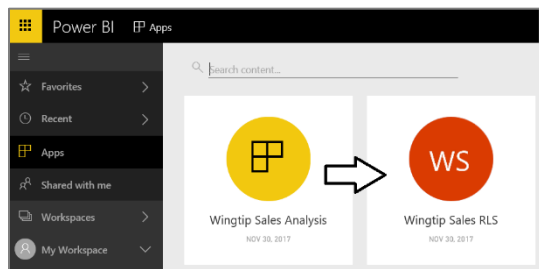 Power BI Apps
Search content...
Favorites
Recent
Apps
Shared with me
Workspaces
My Workspace
WS
Wingtip Sales Analysis
NOV 30, 2017
Wingtip Sales RLS
NOV 30, 2017